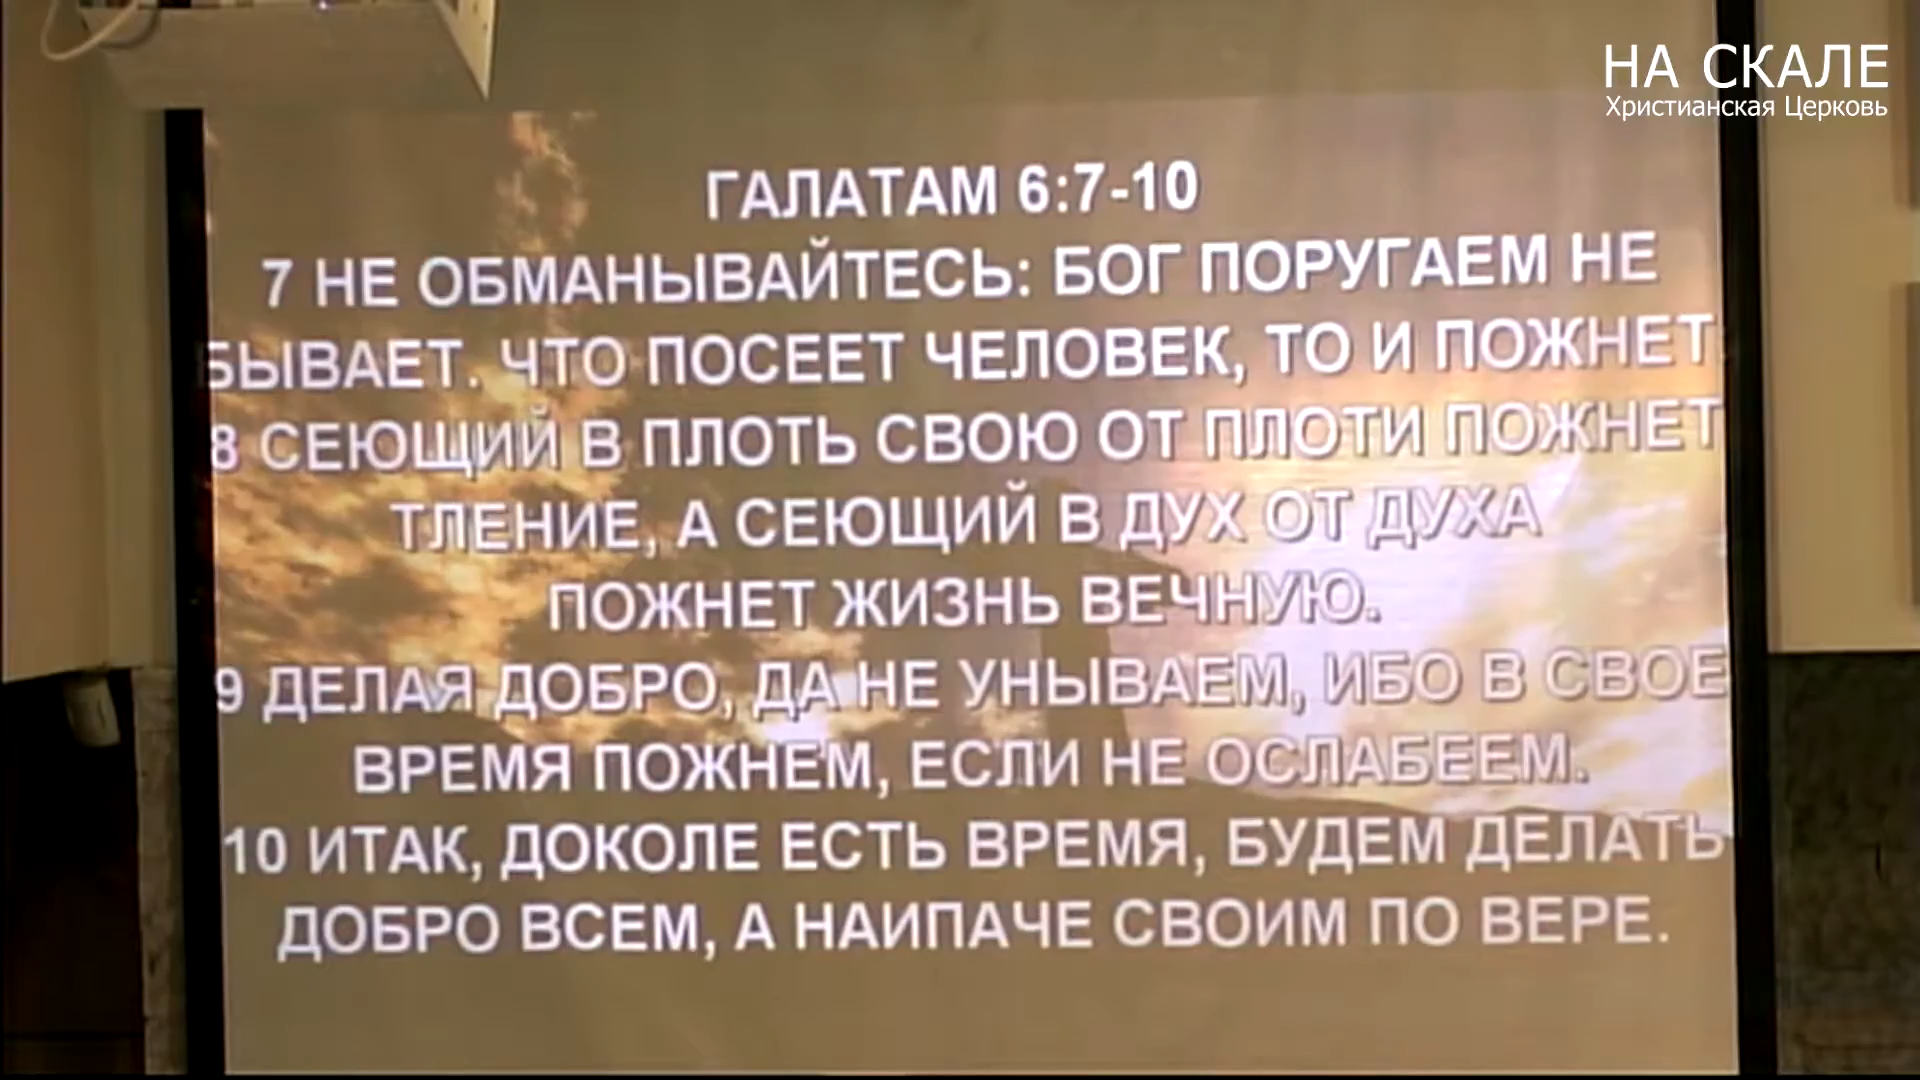 НА СКАЛЕ
Христианская Церковь
ГАЛАТАМ 6:7-10
7 НЕ ОБМАНЫВАЙТЕСЬ: БОГ ПОРУГАЕМ НЕ
БЫВАЕТ. ЧТО ПОСЕЕТ ЧЕЛОВЕК, ТО И ПОЖНЕТ:
8 СЕЮЩИЙ В ПЛОТЬ СВОЮ ОТ ПЛОТИ ПОЖНЕТ
ТЛЕНИЕ, А СЕЮЩИЙ В ДУХ ОТ ДУХА
ПОЖНЕТ ЖИЗНЬ ВЕЧНУЮ.
9 ДЕЛАЯ ДОБРО, ДА НЕ УНЫВАЕМ, ИБО В СВОЕ
ВРЕМЯ ПОЖНЕМ, ЕСЛИ НЕ ОСЛАБЕЕМ.
10 ИТАК, ДОКОЛЕ ЕСТЬ ВРЕМЯ, БУДЕМ ДЕЛАТЬ
ДОБРО ВСЕМ, А НАИПАЧЕ СВОИМ ПО ВЕРЕ.